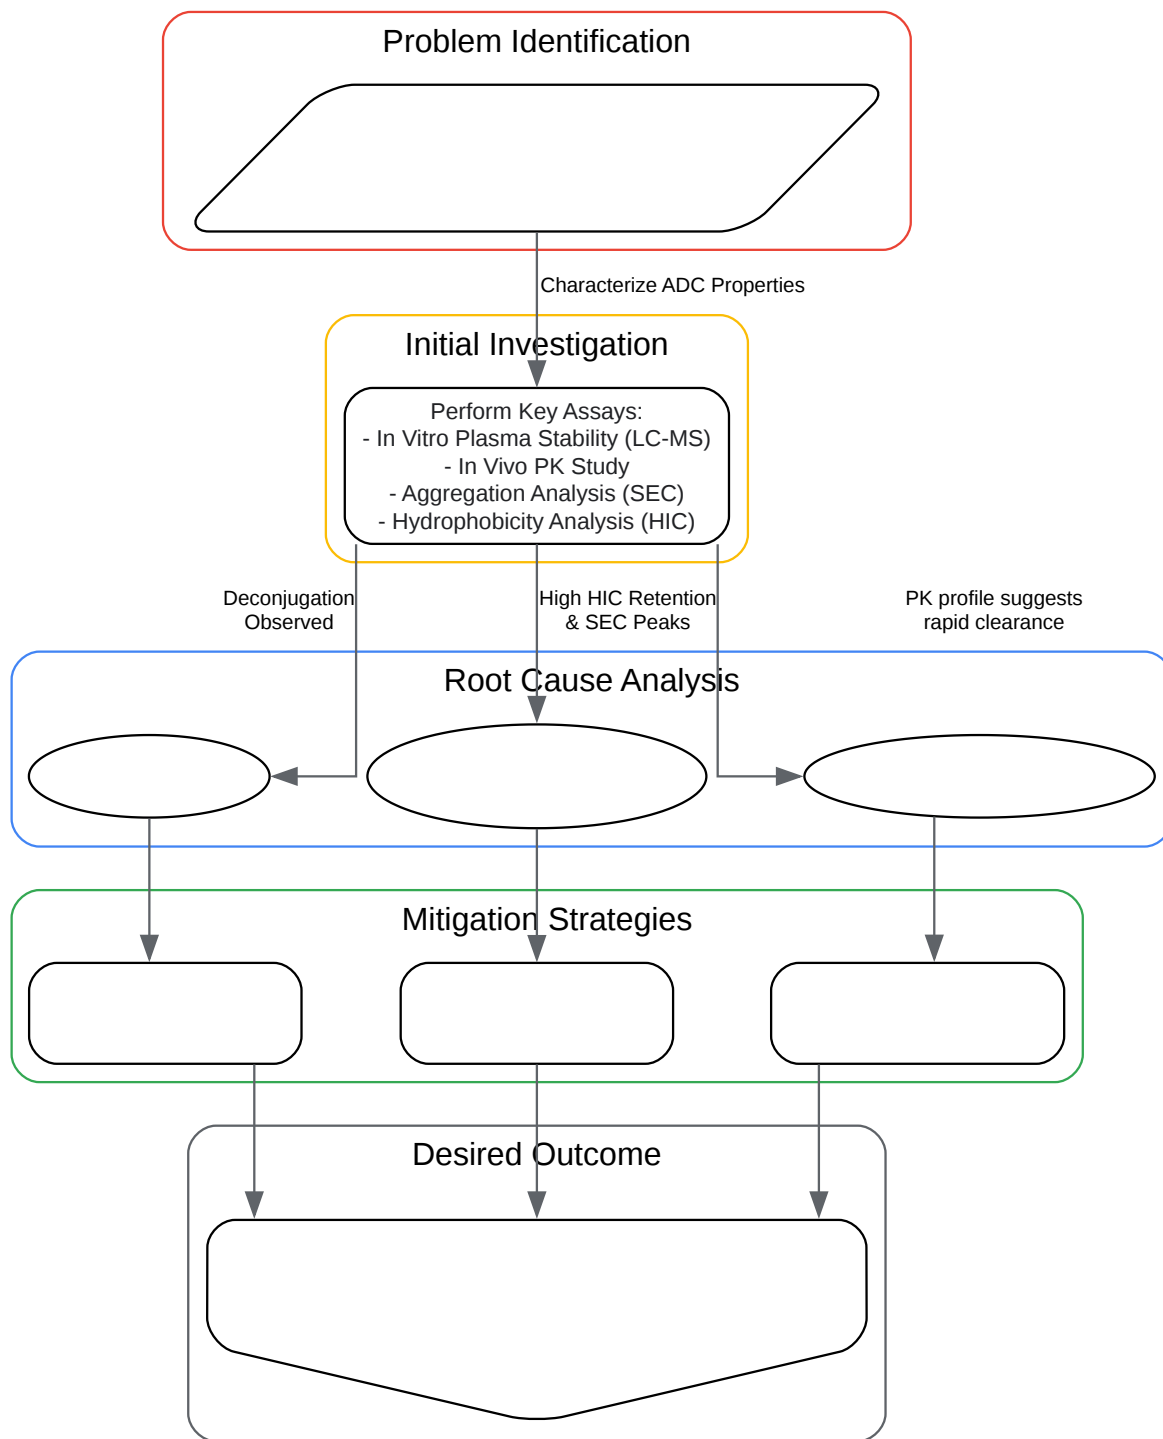 Problem Identification
Characterize ADC Properties
Initial Investigation
Perform Key Assays:
- In Vitro Plasma Stability (LC-MS)
- In Vivo PK Study
- Aggregation Analysis (SEC)
- Hydrophobicity Analysis (HIC)
Deconjugation
Observed
High HIC Retention
& SEC Peaks
PK profile suggests
rapid clearance
Root Cause Analysis
Mitigation Strategies
Desired Outcome